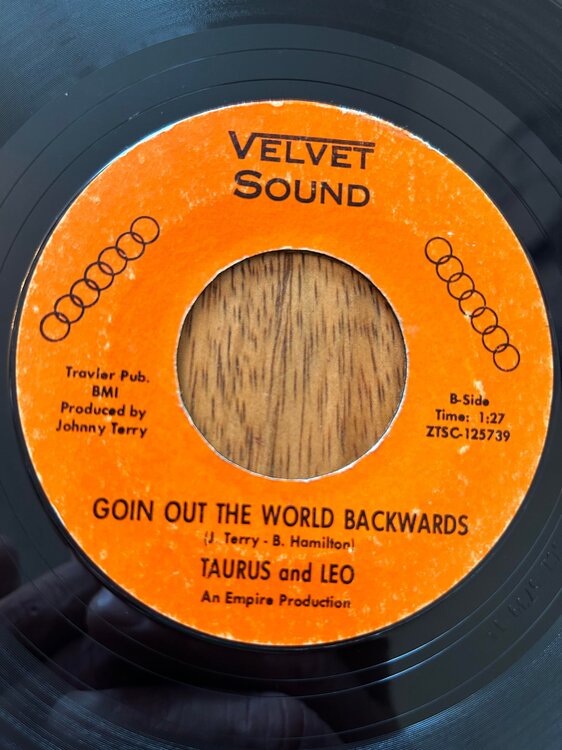 VELVET
SOUND
Travler Pub.
BMI
Produced by
Johnny Terry
B-Side
Time: 1:27
ZTSC-125739
GOIN OUT THE WORLD BACKWARDS
(J. Terry - B. Hamilton)
TAURUS and LEO
An Empire Production